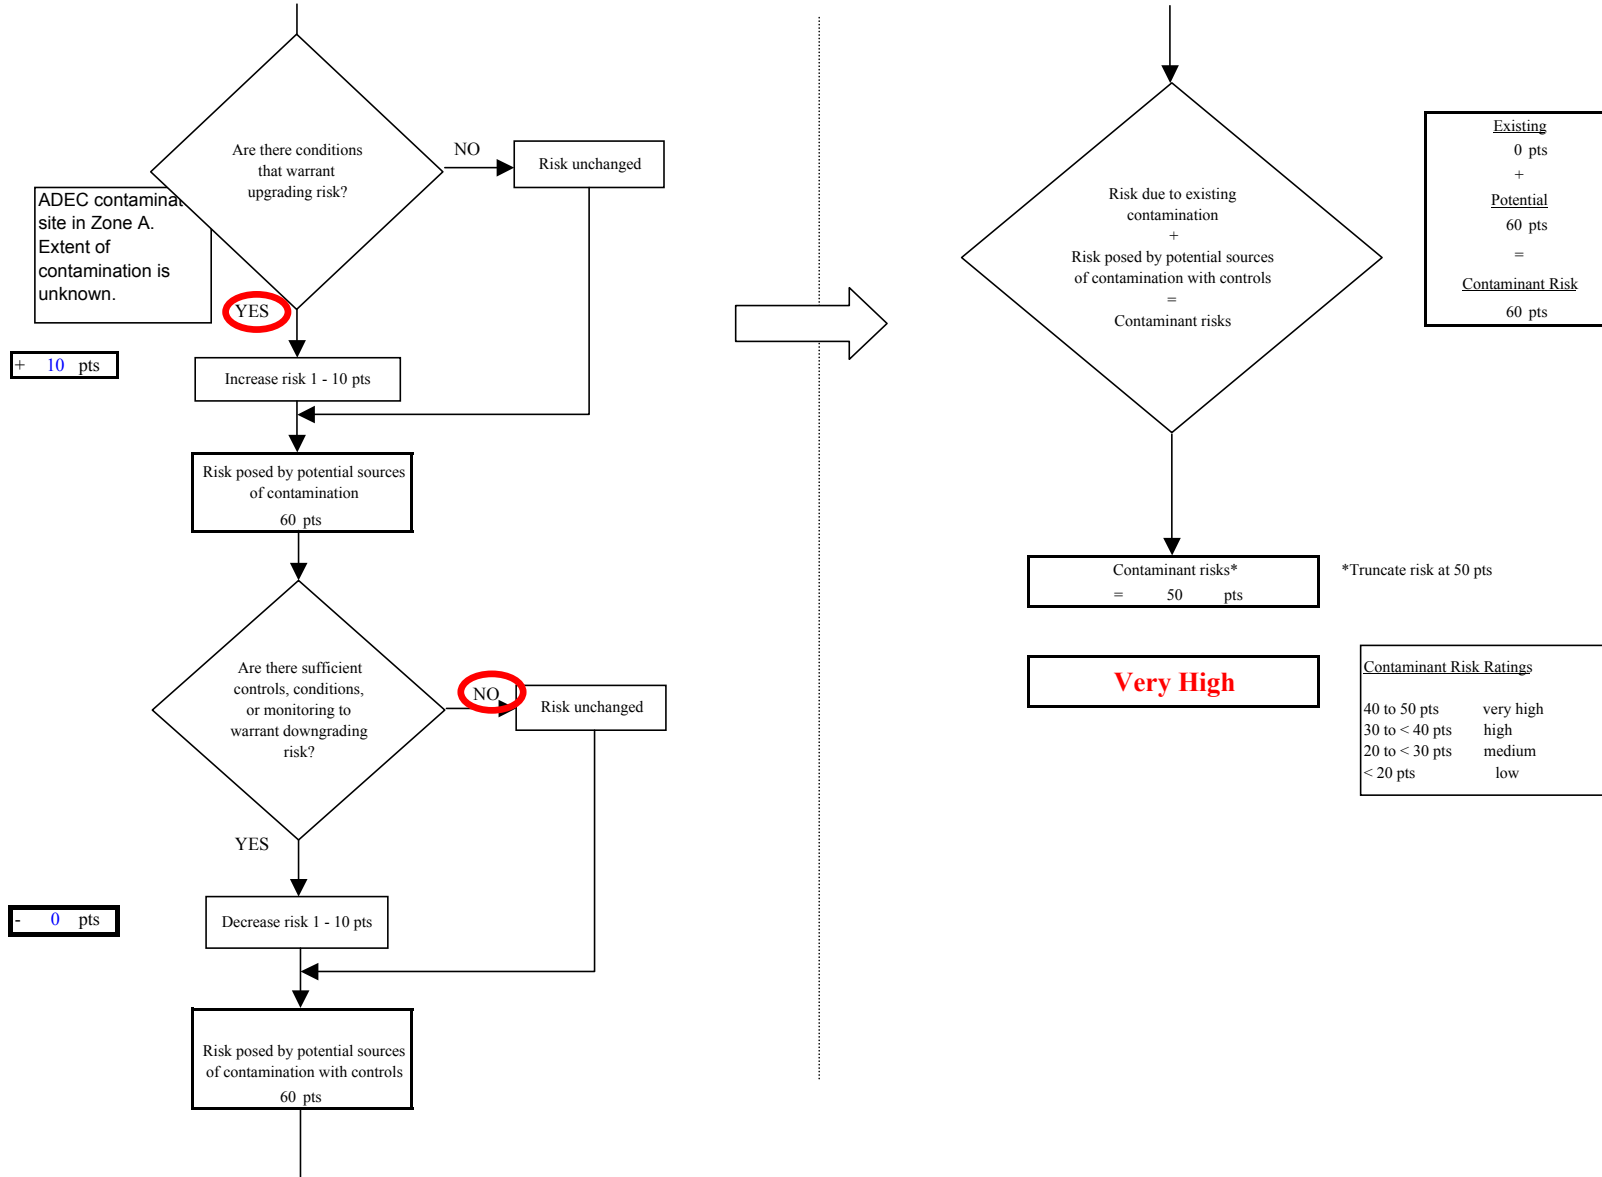 Are there conditions
that warrant
upgrading risk?
NO
Risk unchanged
ADEC contaminat
site in Zone A.
Extent of
contamination is
unknown.
YES
+ 10 pts
Increase risk 1 - 10 pts
Risk posed by potential sources
of contamination
60 pts
Are there sufficient
controls, conditions,
or monitoring to
warrant downgrading
risk?
NO
Risk unchanged
YES
- 0 pts
Decrease risk 1 - 10 pts
Risk posed by potential sources
of contamination with controls
60 pts
Risk due to existing
contamination
+
Risk posed by potential sources
of contamination with controls
=
Contaminant risks
Existing
0 pts
+
Potential
60 pts
=
Contaminant Risk
60 pts
Contaminant risks*
= 50 pts
*Truncate risk at 50 pts
Very High
Contaminant Risk Ratings
40 to 50 pts very high
30 to < 40 pts high
20 to < 30 pts medium
< 20 pts low